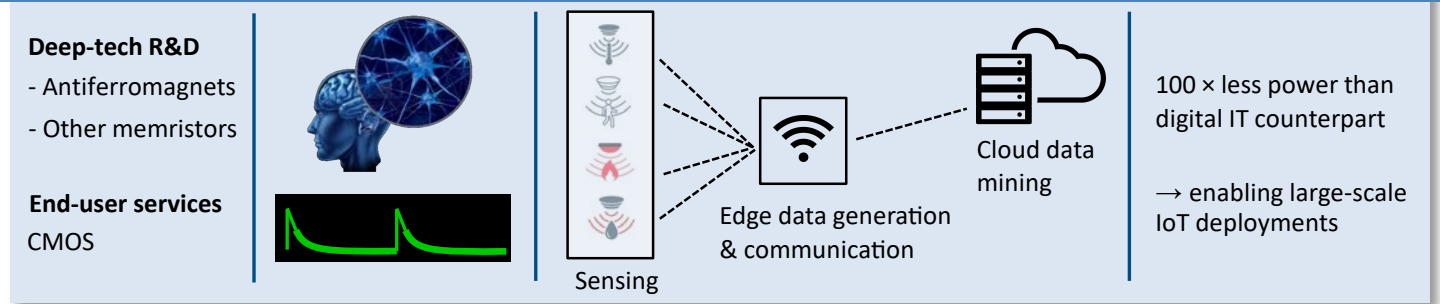 Deep-tech R&D
- Antiferromagnets
- Other memristors
End-user services
CMOS
Sensing
Edge data generation
& communication
Cloud data
mining
100 × less power than
digital IT counterpart
→ enabling large-scale
IoT deployments